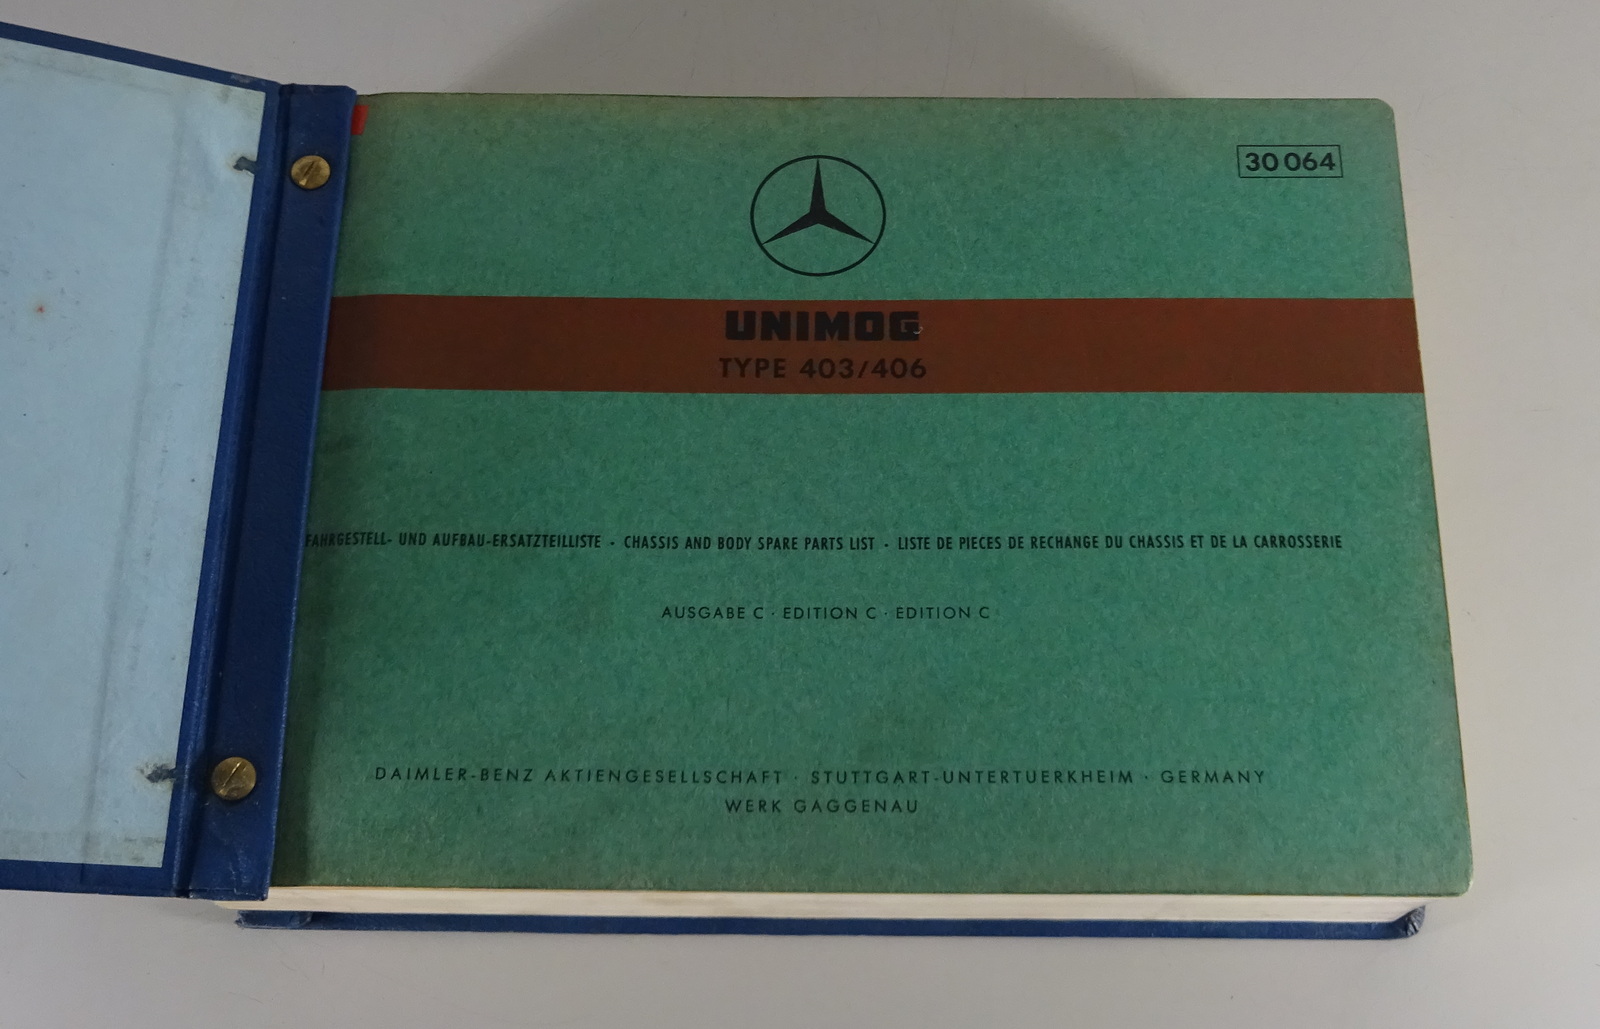 30 064
UNIMOG
TYPE 403/406
FAHRGESTELL- UND AUFBAU-ERSATZTEILLISTE · CHASSIS AND BODY SPARE PARTS LIST · LISTE DE PIECES DE RECHANGE DU CHASSIS ET DE LA CARROSSERIE
AUSGABE C · EDITION C · EDITION C
DAIMLER-BENZ AKTIENGESELLSCHAFT · STUTTGART-UNTERTUERKHEIM · GERMANY
WERK GAGGENAU